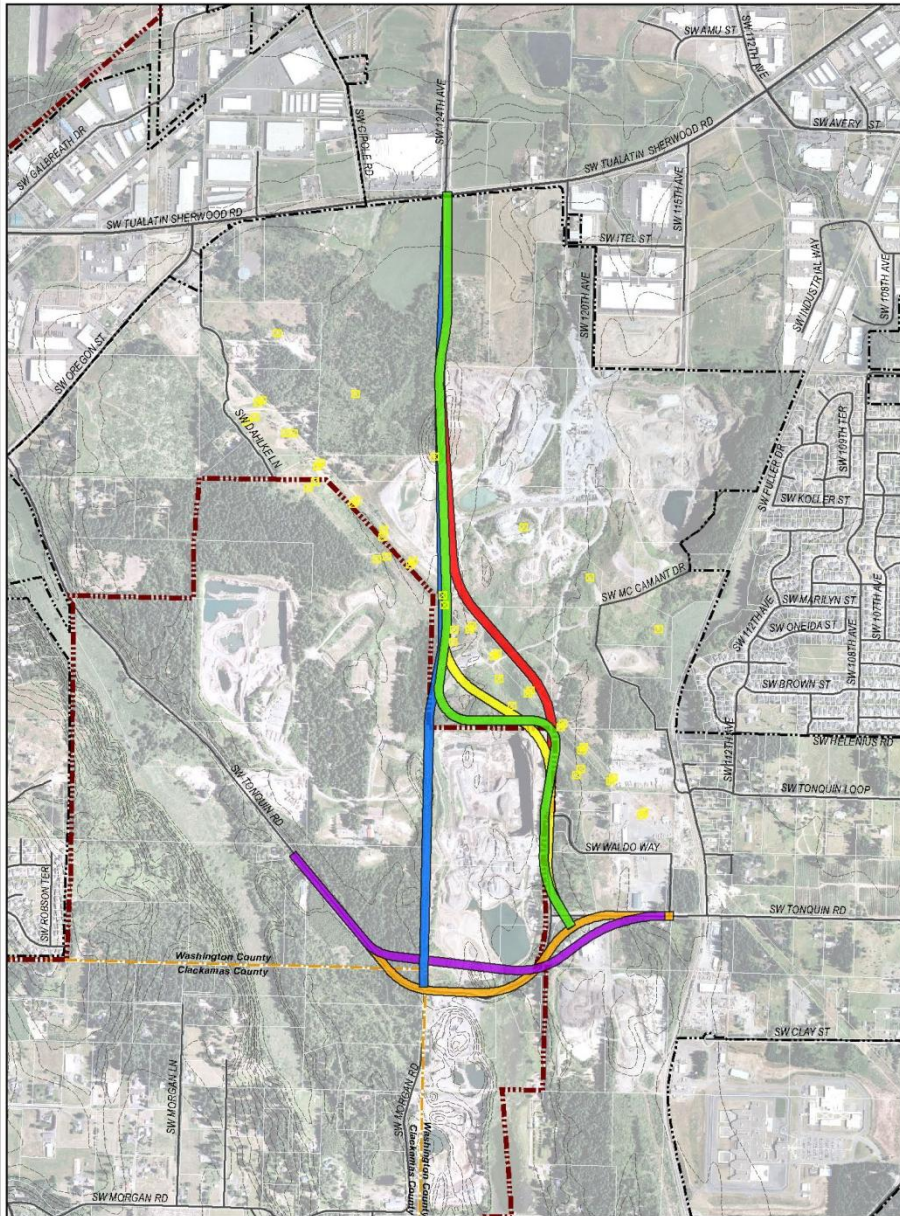 SW AMU ST
SW 112TH AVE
SW 124TH AVE
SW CIPOLE RD
SW GALBREATH DR
SW AVERY ST
SW TUALATIN SHERWOOD RD
SW TUALATIN SHERWOOD RD
SW 115TH AVE
SW ITEL ST
SW 120TH AVE
SW INDUSTRIAL WAY
SW 108TH AVE
SW OREGON ST
SW DAHLKE LN
SW 109TH TER
SW FULLER DR
SW KOLLER ST
SW MC CAMANT DR
SW MARILYN ST
SW 107TH AVE
SW ONEIDA ST
SW 112TH AVE
SW 108TH AVE
SW BROWN ST
SW HELENIUS RD
SW 112TH AVE
SW TONQUIN LOOP
SW TONQUIN RD
SW WALDO WAY
SW ROBSON TER
SW TONQUIN RD
Washington County
Clackamas County
SW CLAY ST
SW MORGAN LN
SW MORGAN RD
Washington County
Clackamas County
SW MORGAN RD